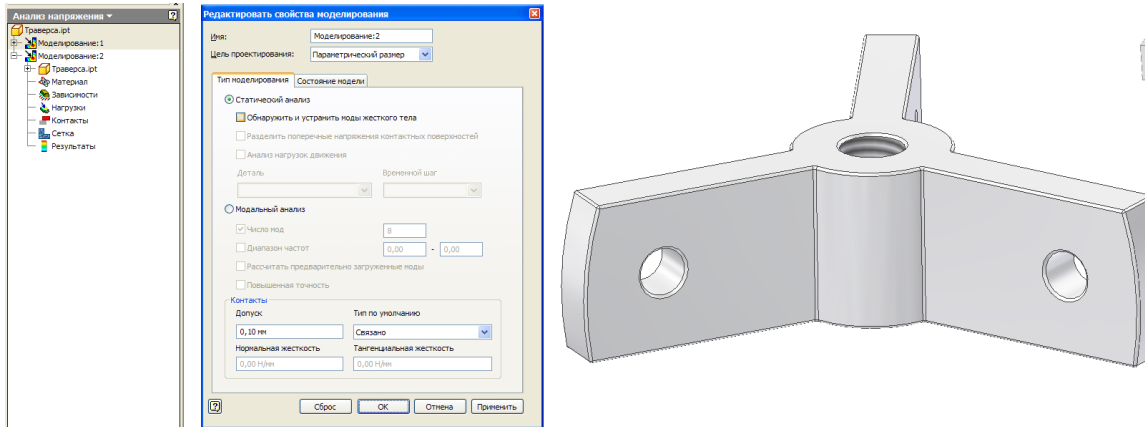 Анализ напряжения
Траверса.ipt
Моделирование:1
Моделирование:2
Траверса.ipt
Материал
Зависимости
Нагрузки
Контакты
Сетка
Результаты
Редактировать свойства моделирования
Имя:
Моделирование:2
Цель проектирования:
Параметрический размер
Тип моделирования
Состояние модели
Статический анализ
Обнаружить и устранить моды жесткого тела
Разделить поперечные напряжения контактных поверхностей
Анализ нагрузок движения
Деталь
Временной шаг
Модальный анализ
Число мод
8
Диапазон частот
0,00 - 0,00
Рассчитать предварительно загруженные моды
Повышенная точность
Контакты
Допуск
Тип по умолчанию
0,10 мм
Связано
Нормальная жесткость
Тангенциальная жесткость
0,00 Н/мм
0,00 Н/мм
Сброс
ОК
Отмена
Применить